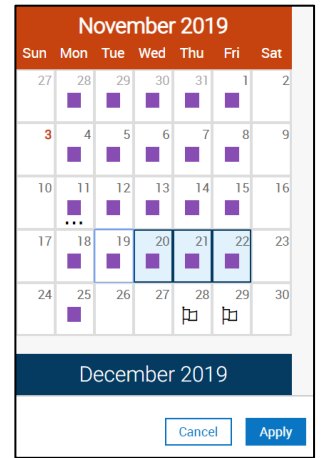 November 2019
Sun Mon Tue Wed Thu Fri Sat
27 28 29 30 31 1 2
3 4 5 6 7 8 9
10 11 12 13 14 15 16
17 18 19 20 21 22 23
24 25 26 27 28 29 30
December 2019
Cancel Apply